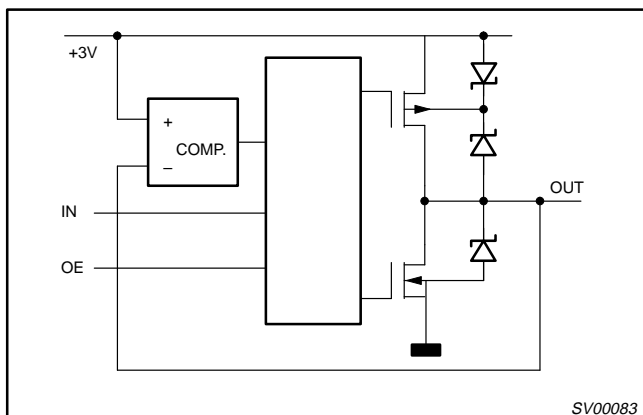 +3V
+
COMP.
–
OUT
IN
OE
SV00083